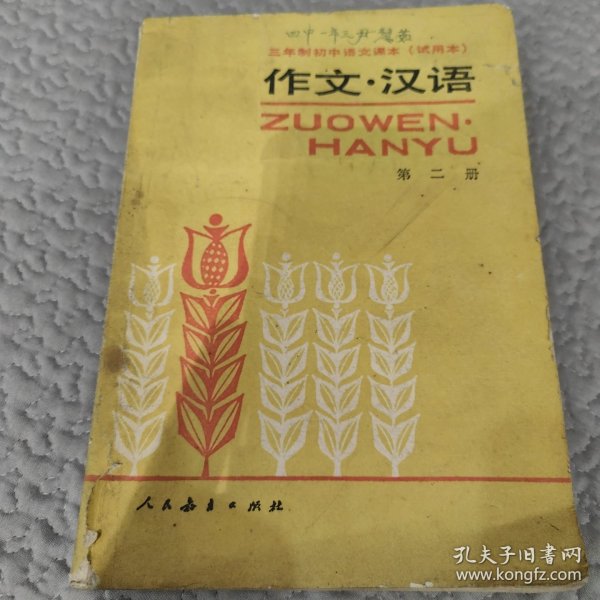 四中一年三班
三年制初中语文课本（试用本）
作文·汉语
ZUOWEN·
HANYU
第二册
人民教育出版社
孔夫子旧书网
www.kongfz.com